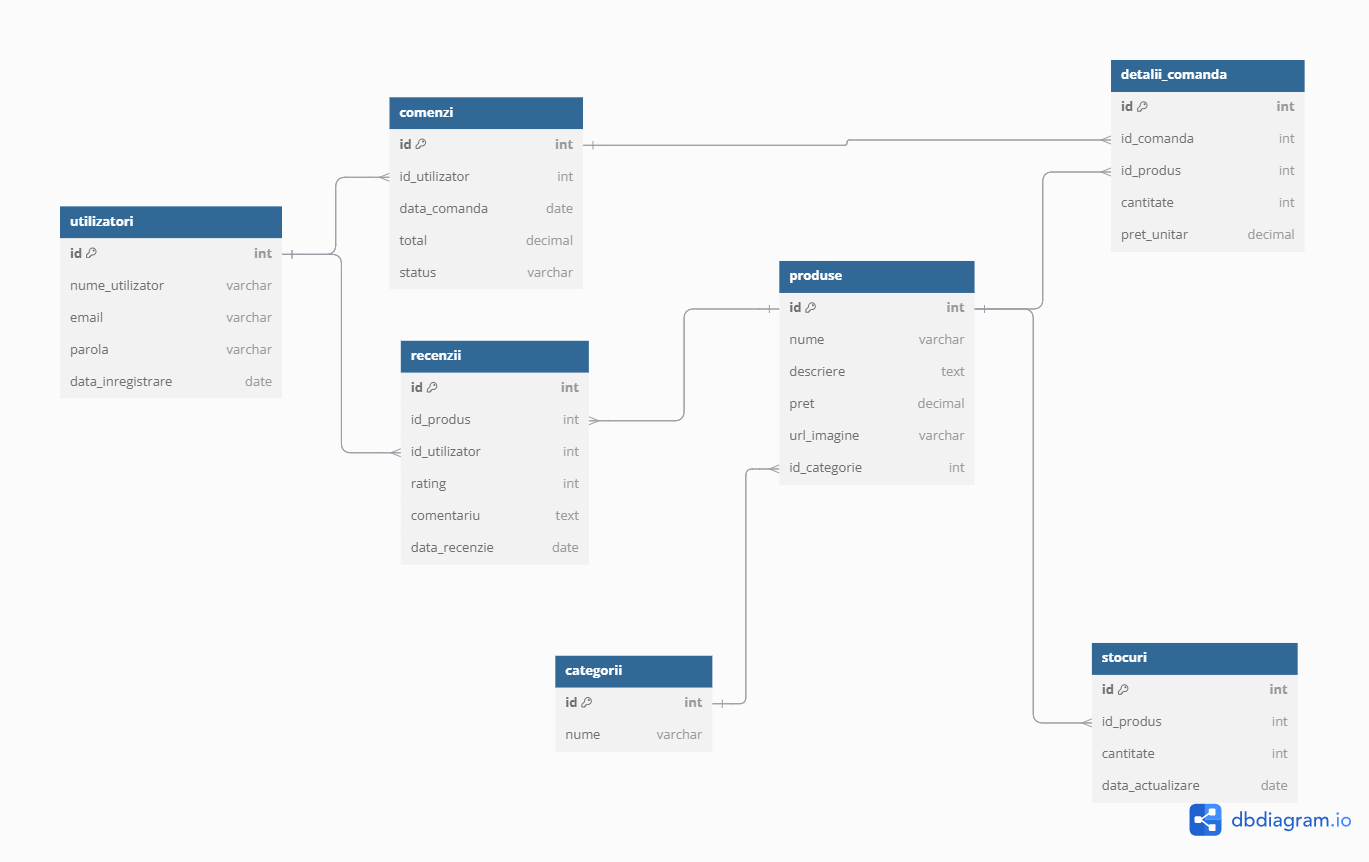 utilizatori
id int
nume_utilizator varchar
email varchar
parola varchar
data_inregistrare date
comenzi
id int
id_utilizator int
data_comanda date
total decimal
status varchar
recenzii
id int
id_produs int
id_utilizator int
rating int
comentariu text
data_recenzie date
categorii
id int
nume varchar
produse
id int
nume varchar
descriere text
pret decimal
url_imagine varchar
id_categorie int
detalii_comanda
id int
id_comanda int
id_produs int
cantitate int
pret_unitar decimal
stocuri
id int
id_produs int
cantitate int
data_actualizare date
dbdiagram.io